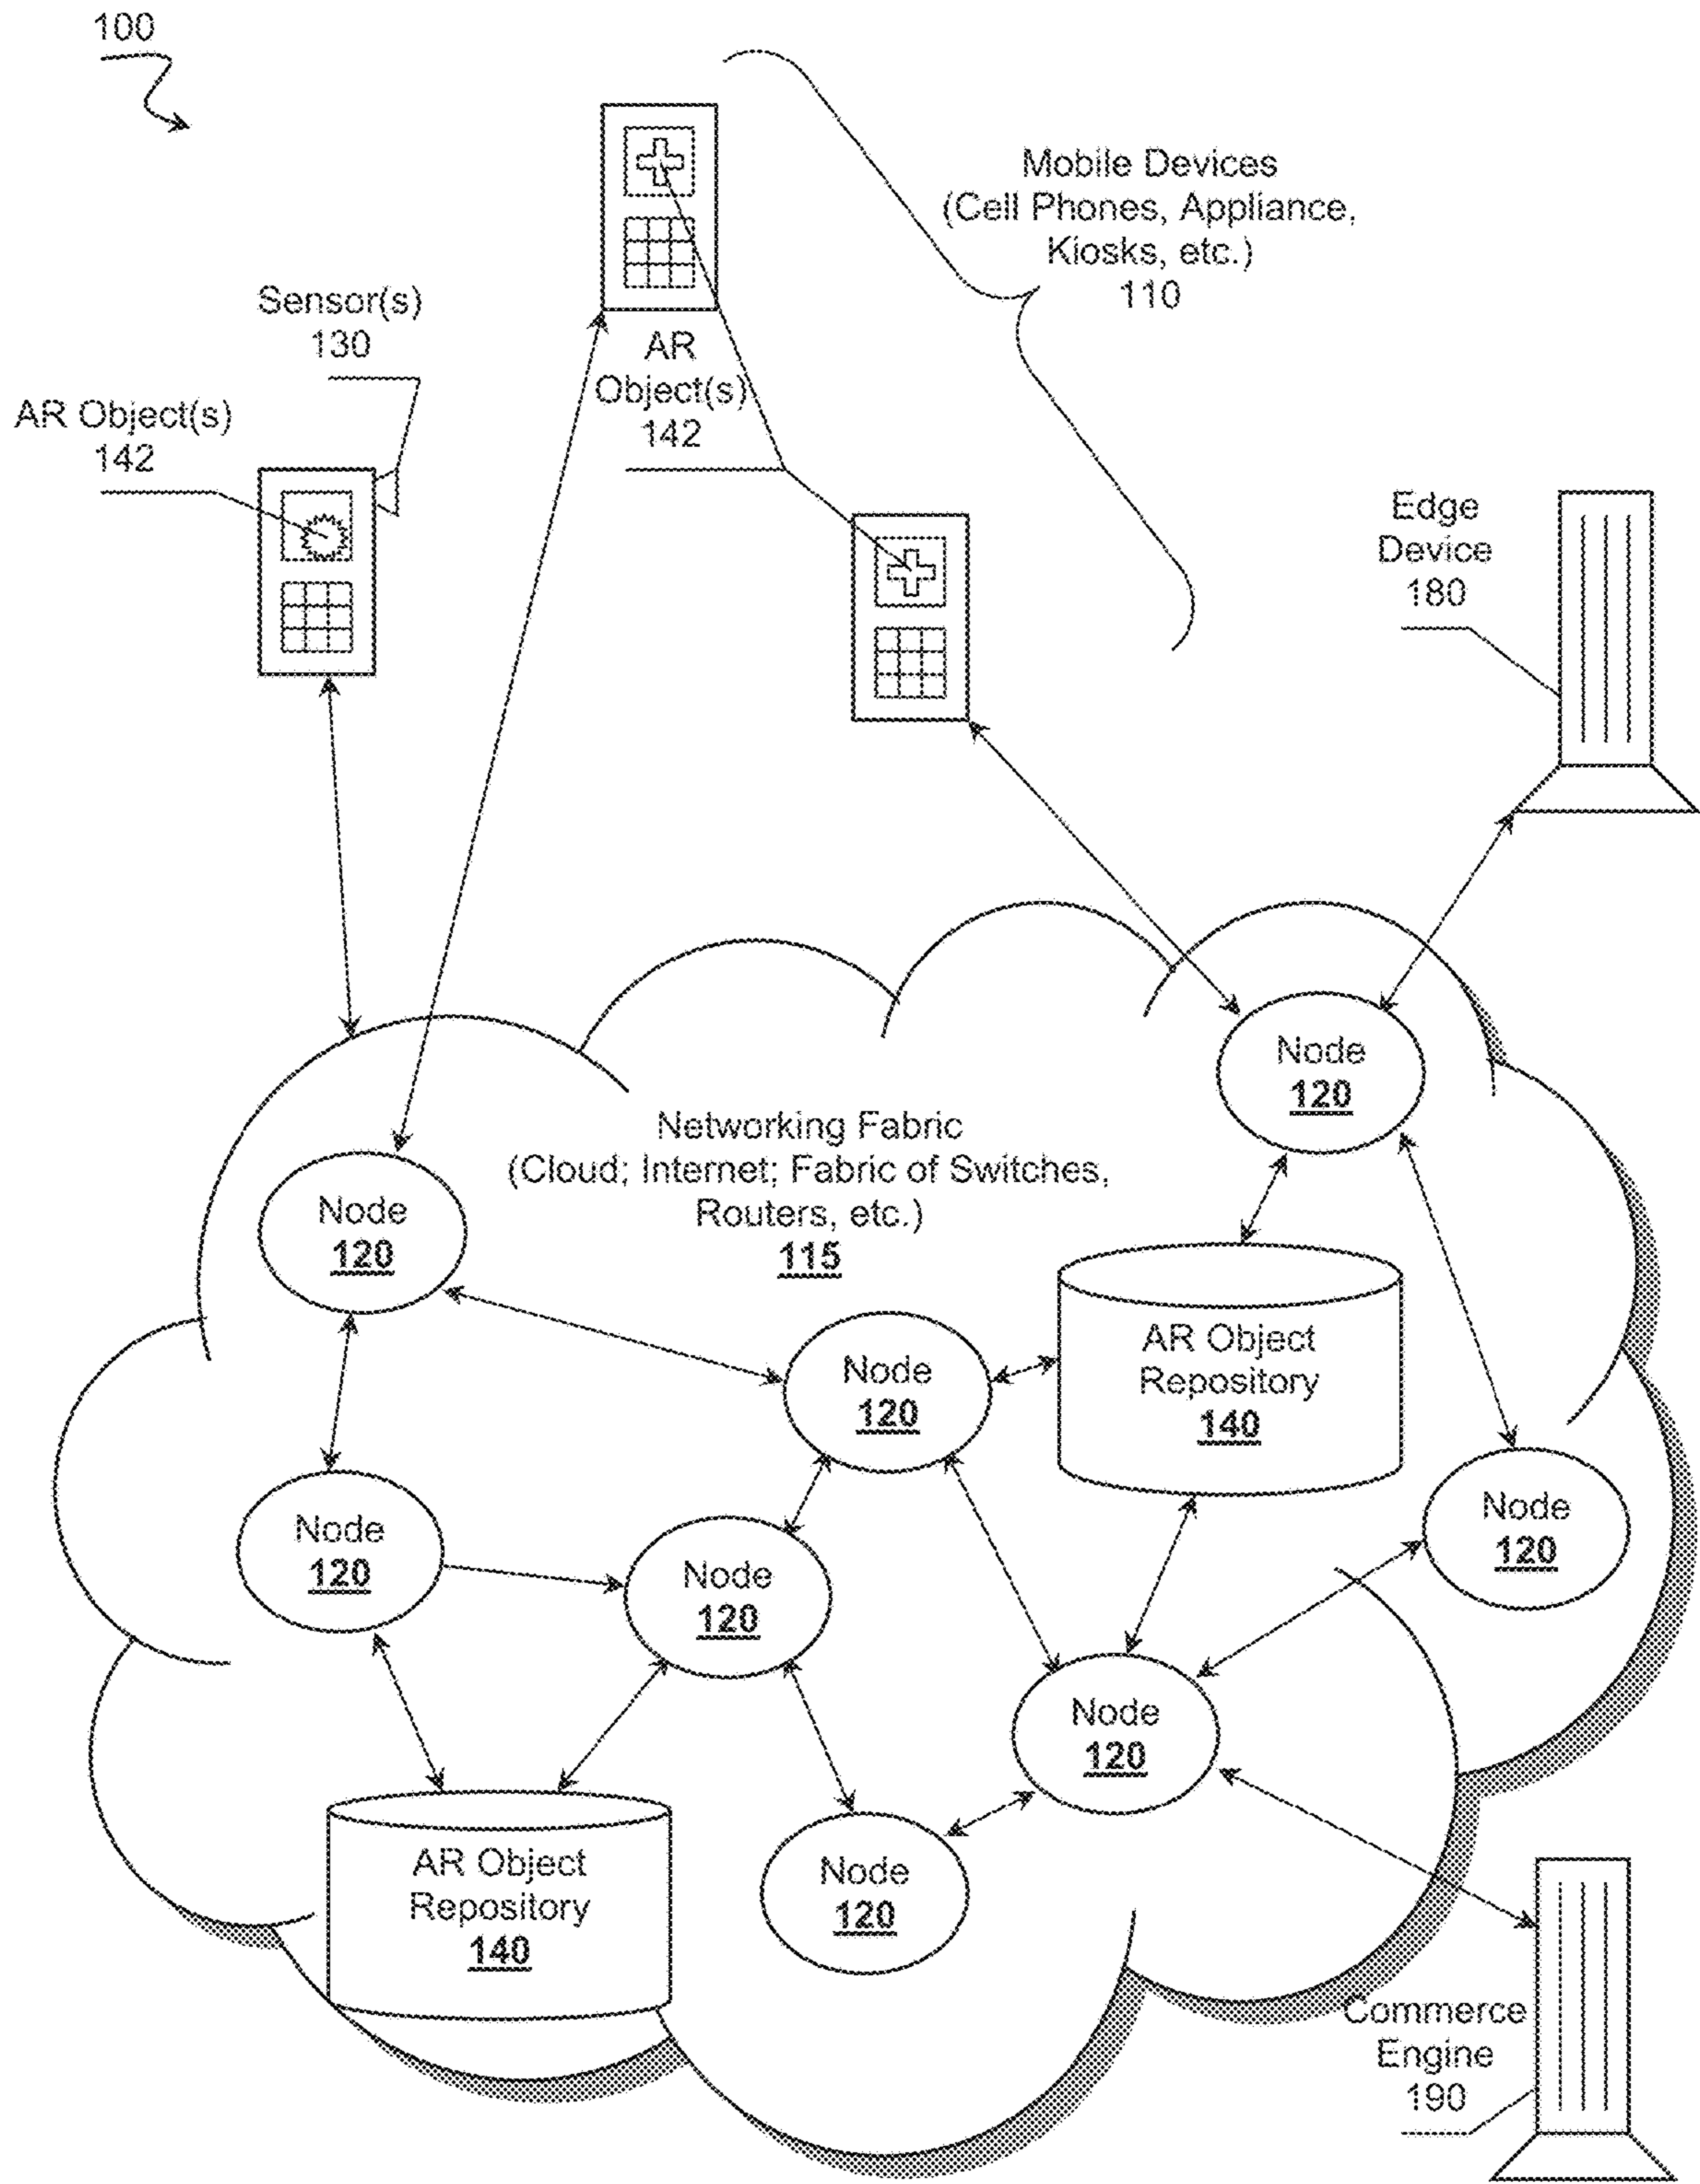 100
Mobile Devices
(Cell Phones, Appliance,
Kiosks, etc.)
110
Sensor(s)
130
AR
Object(s)
142
AR Object(s)
142
Edge
Device
180
Node
120
Networking Fabric
(Cloud; Internet; Fabric of Switches,
Routers, etc.)
115
Node
120
AR Object
Repository
140
Node
120
Node
120
Node
120
Node
120
Node
120
AR Object
Repository
140
Node
120
Commerce
Engine
190